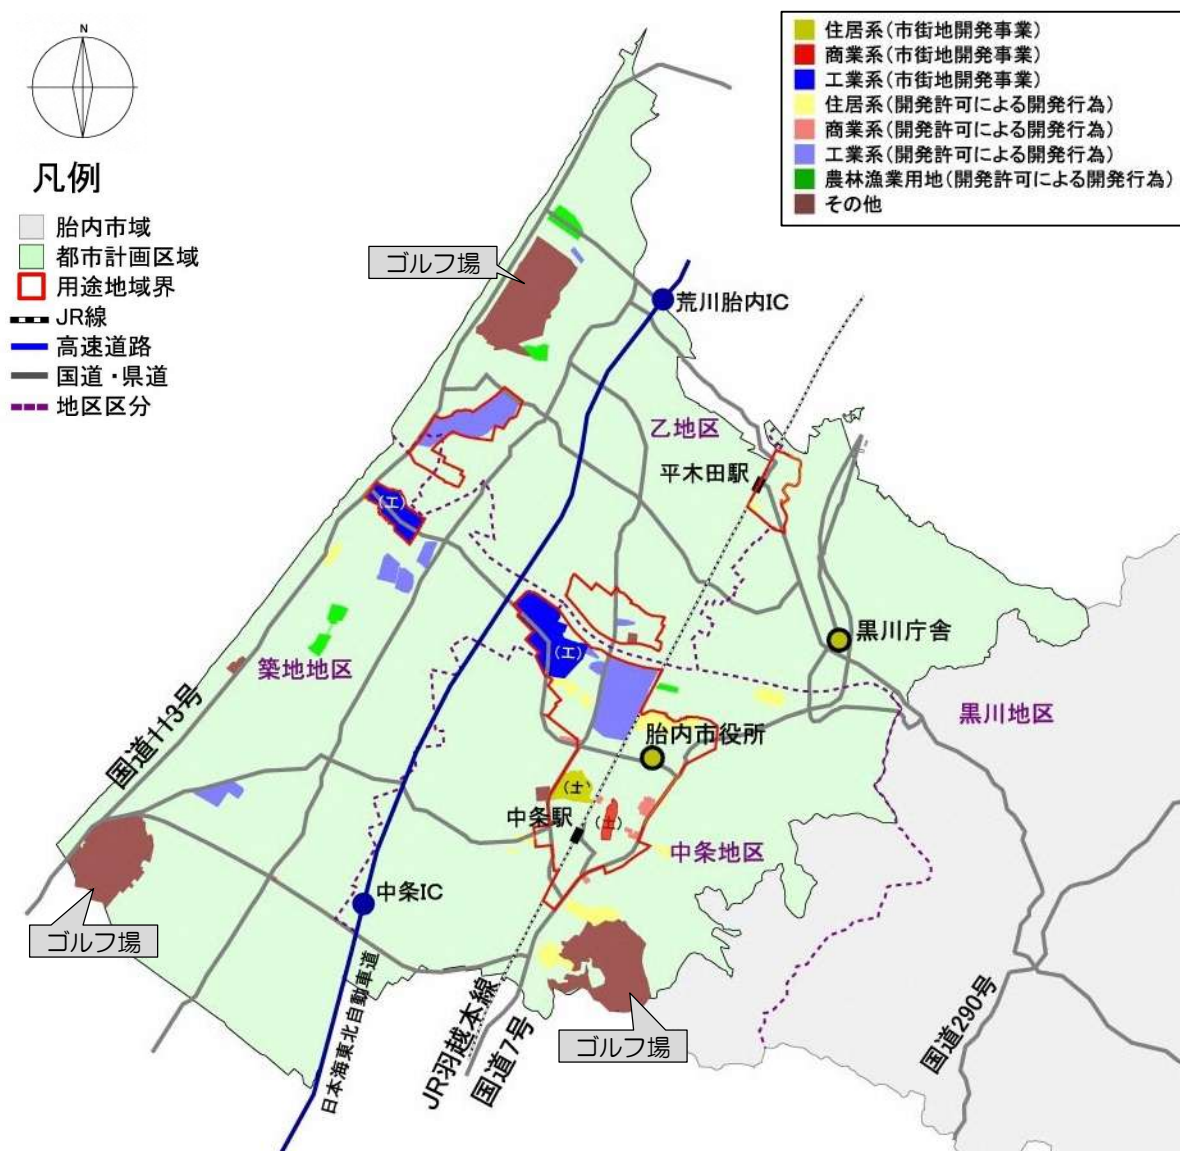 N
凡例
胎内市域
都市計画区域
用途地域界
JR線
高速道路
国道・県道
地区区分
住居系(市街地開発事業)
商業系(市街地開発事業)
工業系(市街地開発事業)
住居系(開発許可による開発行為)
商業系(開発許可による開発行為)
工業系(開発許可による開発行為)
農林漁業用地(開発許可による開発行為)
その他
ゴルフ場
荒川胎内IC
乙地区
平木田駅
(工)
黒川庁舎
(工)
築地地区
黒川地区
国道113号
胎内市役所
(土)
中条駅
(土)
中条地区
中条IC
ゴルフ場
日本海東北自動車道
JR羽越本線
国道7号
ゴルフ場
国道290号